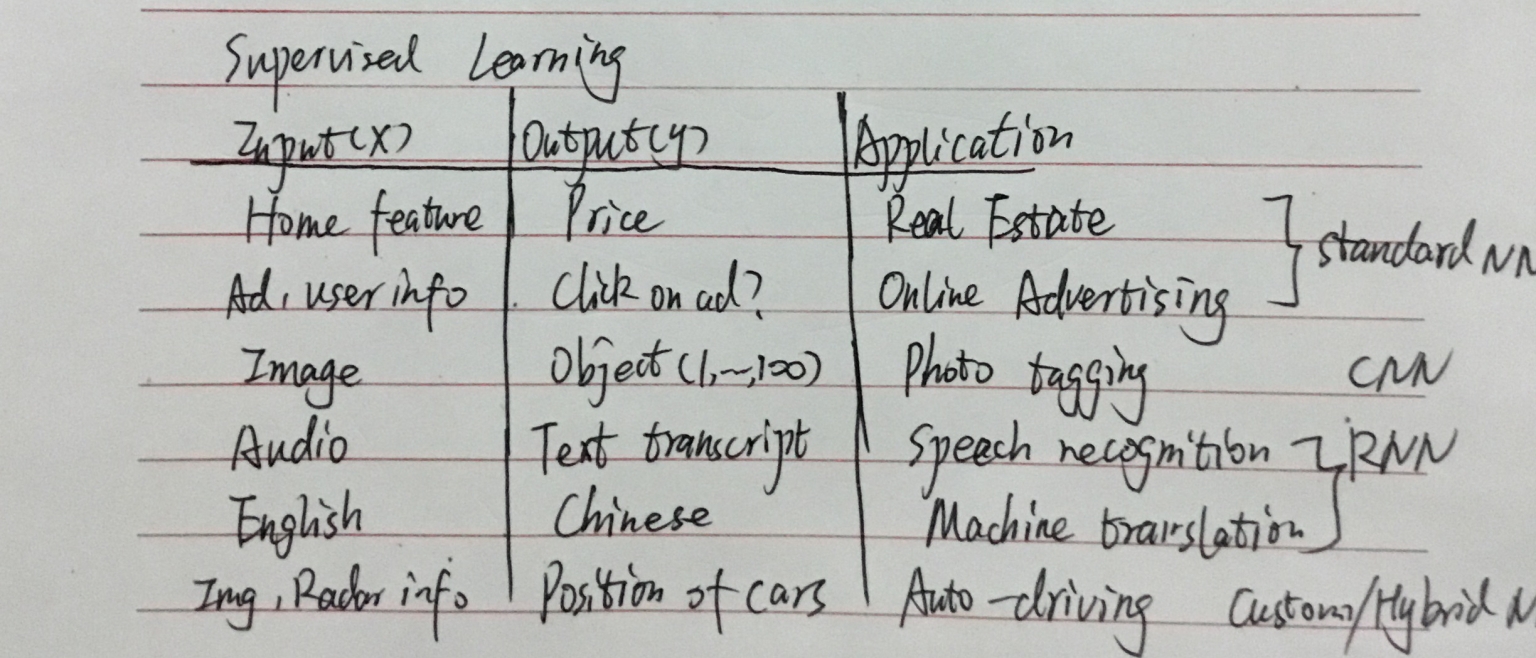 Supervised Learning
Input(X) Output(y) Application
Home feature Price Real Estate ] standard NN
Ad, user info Click on ad? Online Advertising
Image Object (1,~,100) Photo tagging CNN
Audio Text transcript Speech recognition ] RNN
English Chinese Machine translation
Img, Radar info Position of cars Auto-driving Custom/Hybrid